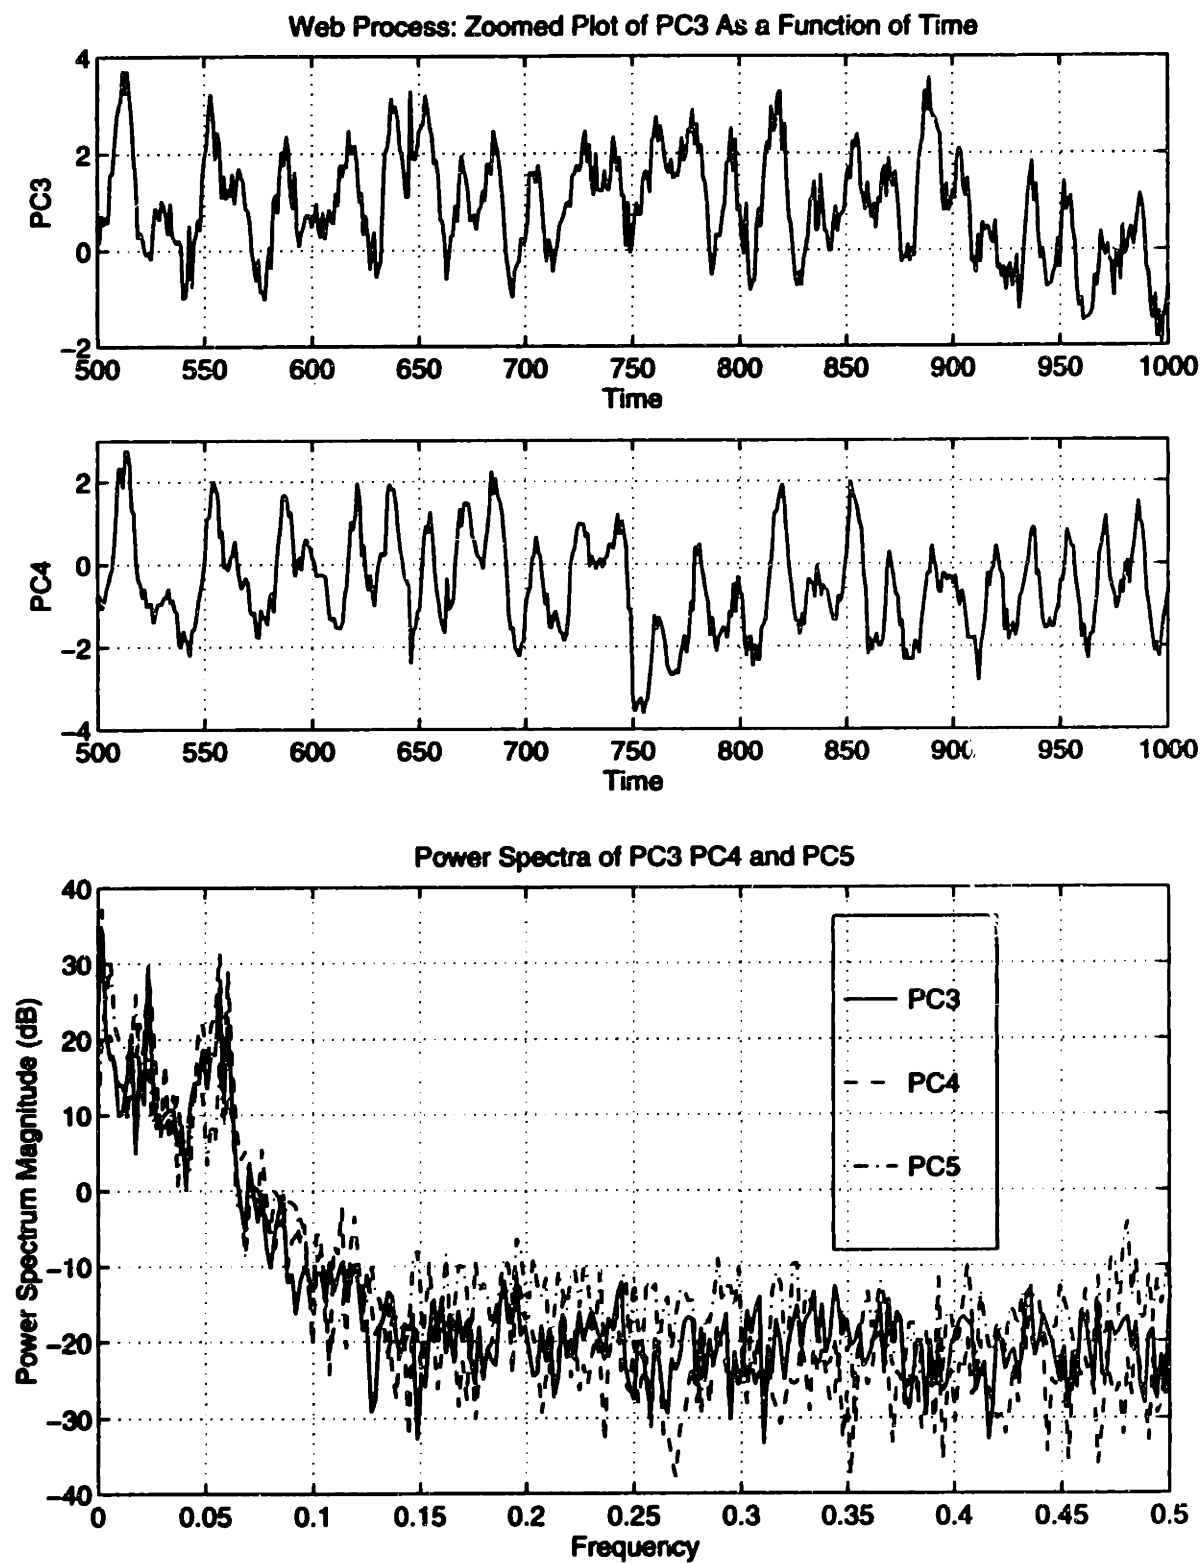 Web Process: Zoomed Plot of PC3 As a Function of Time
4
2
0
−2
PC3
500 550 600 650 700 750 800 850 900 950 1000
Time
2
0
−2
−4
PC4
500 550 600 650 700 750 800 850 900 950 1000
Time
Power Spectra of PC3 PC4 and PC5
40
30
20
10
0
−10
−20
−30
−40
Power Spectrum Magnitude (dB)
PC3
PC4
PC5
0 0.05 0.1 0.15 0.2 0.25 0.3 0.35 0.4 0.45 0.5
Frequency